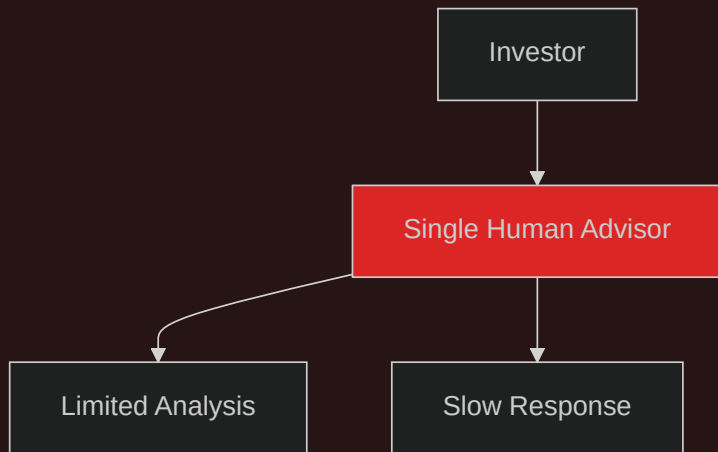 Investor
Single Human Advisor
Limited Analysis
Slow Response